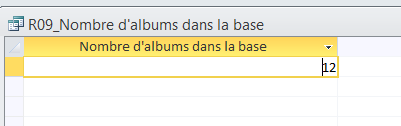 R09_Nombre d'albums dans la base
Nombre d'albums dans la base
12